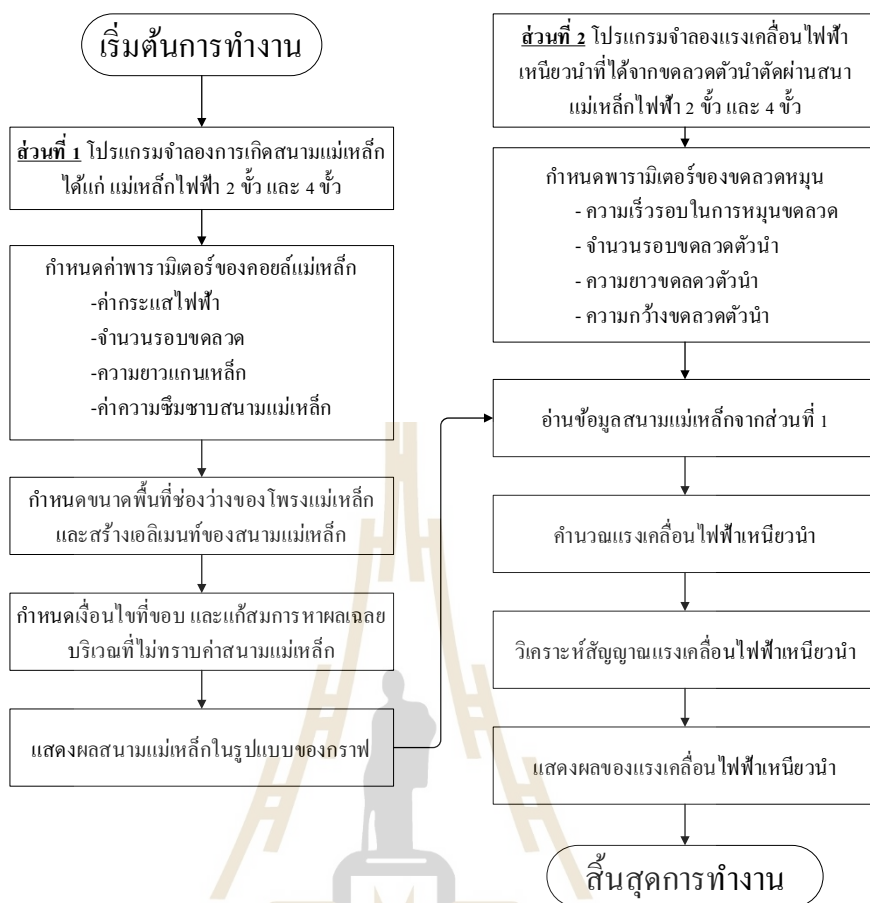 เริ่มต้นการทำงาน
ส่วนที่ 1 โปรแกรมจำลองการเกิดสนามแม่เหล็ก
ได้แก่ แม่เหล็กไฟฟ้า 2 ขั้ว และ 4 ขั้ว
กำหนดค่าพารามิเตอร์ของคอยล์แม่เหล็ก
-ค่ากระแสไฟฟ้า
-จำนวนรอบขดลวด
-ความยาวแกนเหล็ก
-ค่าความซึมซาบสนามแม่เหล็ก
กำหนดขนาดพื้นที่ช่องว่างของโพรงแม่เหล็ก
และสร้างเอลิเมนท์ของสนามแม่เหล็ก
กำหนดเงื่อนไขที่ขอบ และแก้สมการหาผลเฉลย
บริเวณที่ไม่ทราบค่าสนามแม่เหล็ก
แสดงผลสนามแม่เหล็กในรูปแบบของกราฟ
ส่วนที่ 2 โปรแกรมจำลองแรงเคลื่อนไฟฟ้า
เหนียวนำที่ได้จากขดลวดตัวนำตัดผ่านสนา
แม่เหล็กไฟฟ้า 2 ขั้ว และ 4 ขั้ว
กำหนดพารามิเตอร์ของขดลวดหมุน
- ความเร็วรอบในการหมุนขดลวด
- จำนวนรอบขดลวดตัวนำ
- ความยาวขดลดวตัวนำ
- ความกว้างขดลวดตัวนำ
อ่านข้อมูลสนามแม่เหล็กจากส่วนที่ 1
คำนวณแรงเคลื่อนไฟฟ้าเหนียวนำ
วิเคราะห์สัญญาณแรงเคลื่อนไฟฟ้าเหนียวนำ
แสดงผลของแรงเคลื่อนไฟฟ้าเหนียวนำ
สิ้นสุดการทำงาน